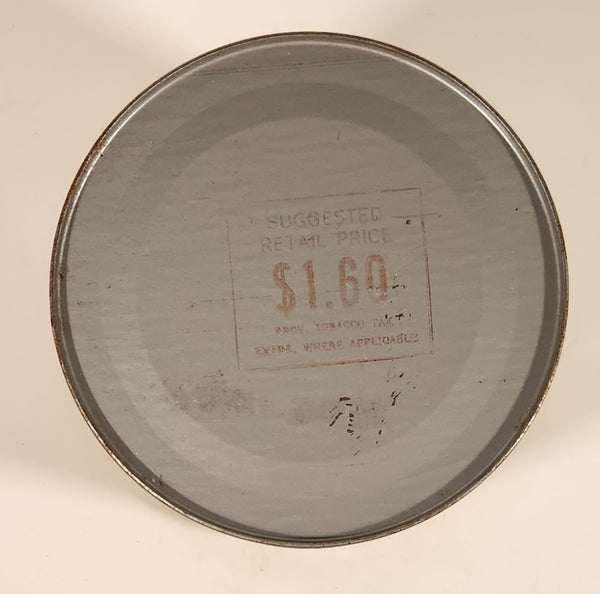 SUGGESTED
RETAIL PRICE
$1.60
PROV. TOBACCO TAX
EXTRA, WHERE APPLICABLE